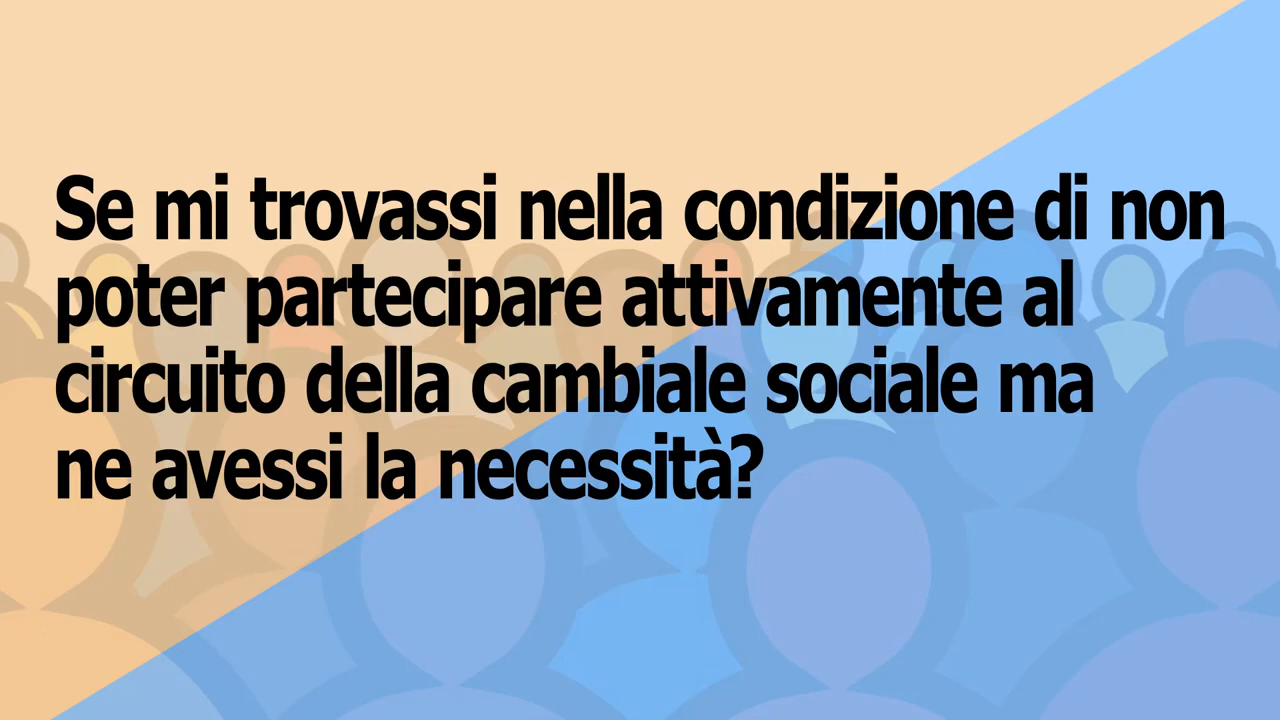 Se mi trovassi nella condizione di non
poter partecipare attivamente al
circuito della cambiale sociale ma
ne avessi la necessità?